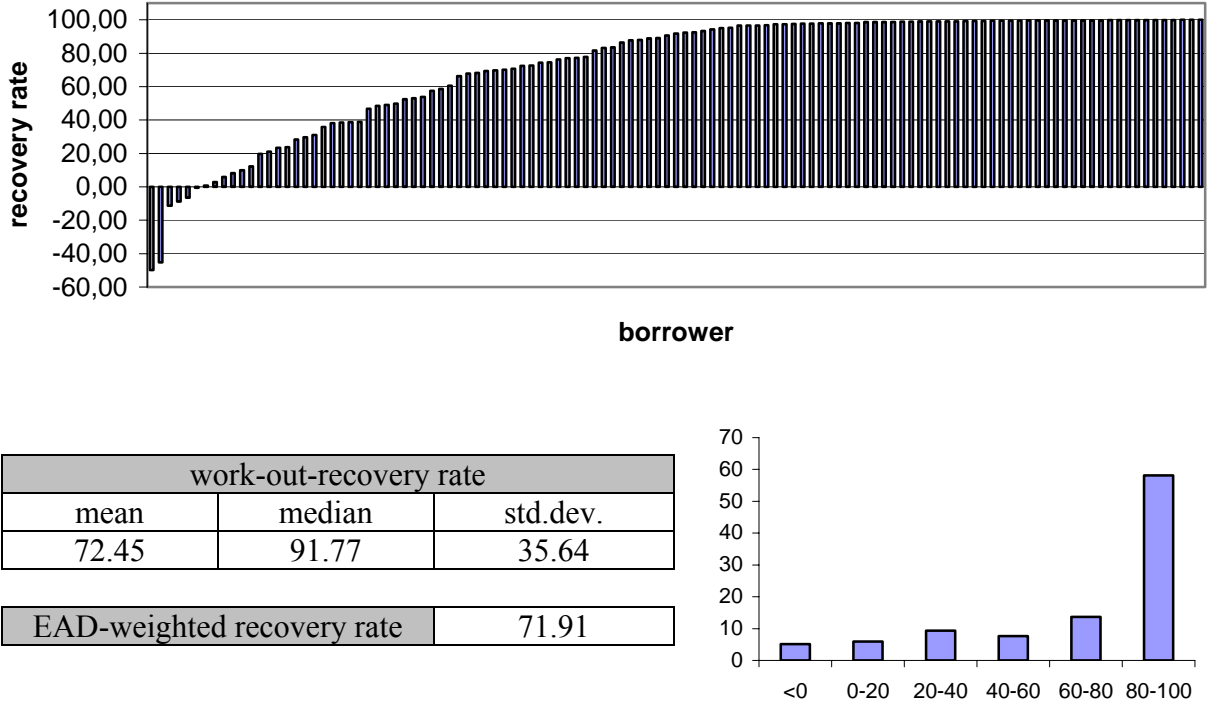 100,00
80,00
60,00
40,00
20,00
0,00
-20,00
-40,00
-60,00
recovery rate
borrower
work-out-recovery rate
mean median std.dev.
72.45 91.77 35.64
EAD-weighted recovery rate 71.91
70
60
50
40
30
20
10
0
<0 0-20 20-40 40-60 60-80 80-100